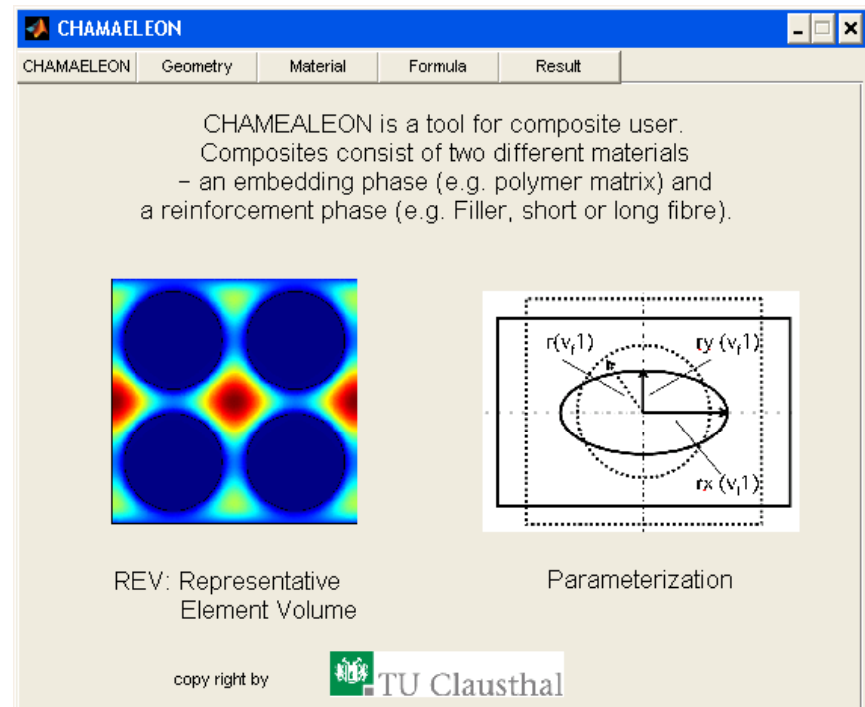 CHAMAELEON
CHAMAELEON Geometry Material Formula Result
CHAMEALEON is a tool for composite user.
Composites consist of two different materials
– an embedding phase (e.g. polymer matrix) and
a reinforcement phase (e.g. Filler, short or long fibre).
r(vf1) ry (vf1)
rx (vf1)
REV: Representative
Element Volume
Parameterization
copy right by
TU Clausthal